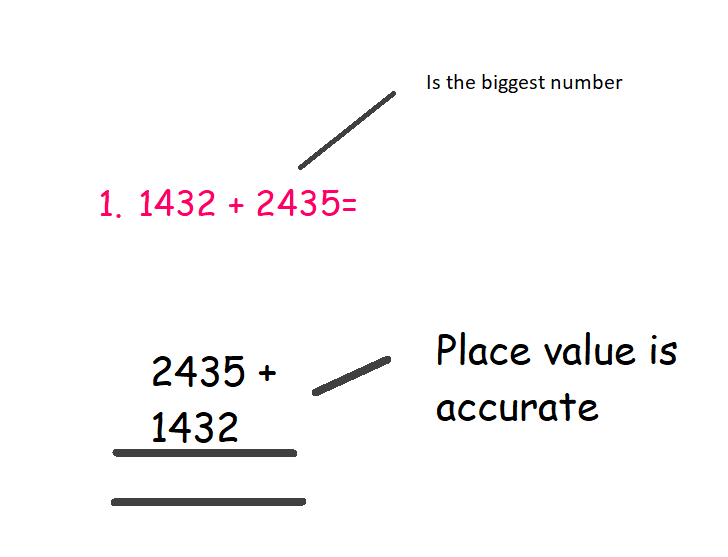 Is the biggest number
1. 1432 + 2435=
2435 +
1432
Place value is
accurate